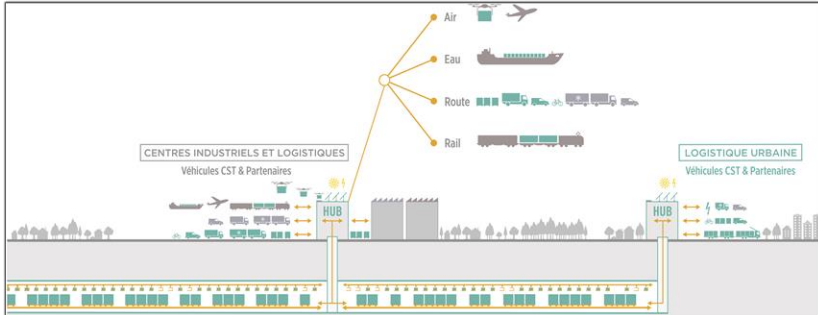 Air
Eau
Route
Rail
CENTRES INDUSTRIELS ET LOGISTIQUES
Véhicules CST & Partenaires
LOGISTIQUE URBAINE
Véhicules CST & Partenaires
HUB
HUB